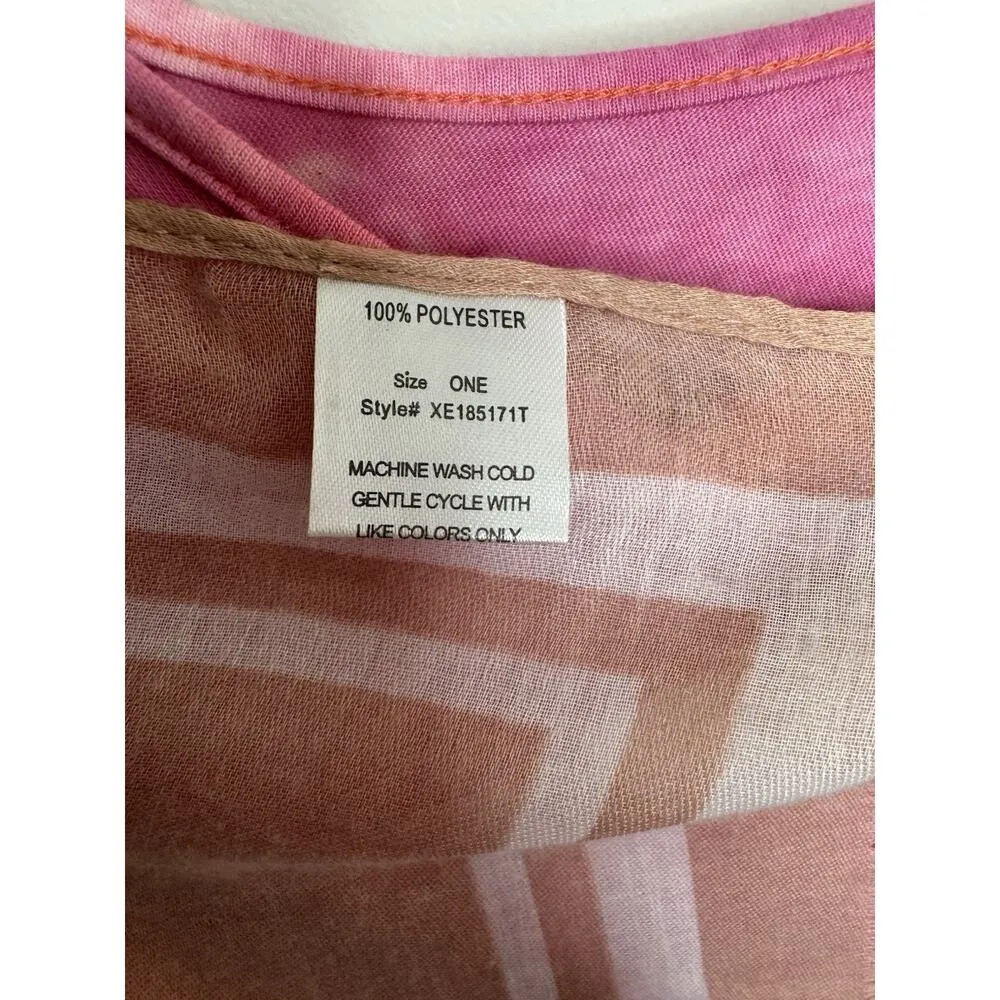 100% POLYESTER
Size ONE
Style# XE185171T
MACHINE WASH COLD
GENTLE CYCLE WITH
LIKE COLORS ONLY